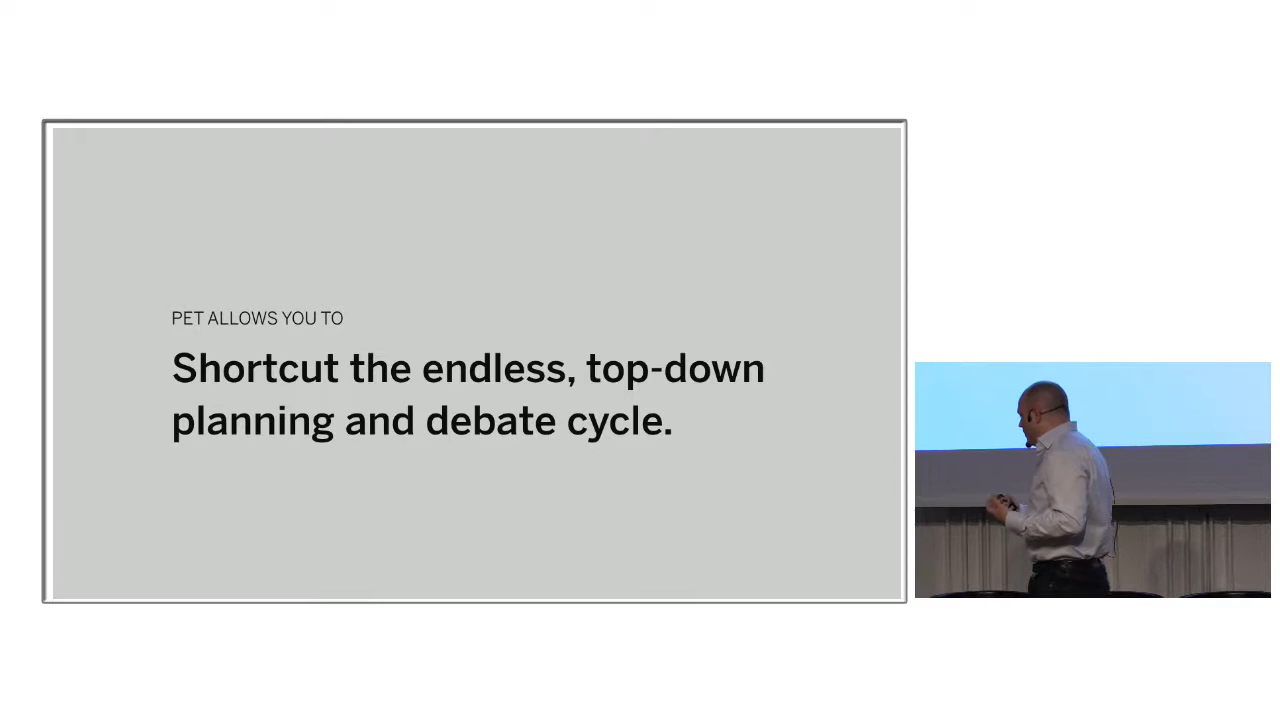 PET ALLOWS YOU TO
Shortcut the endless, top-down
planning and debate cycle.